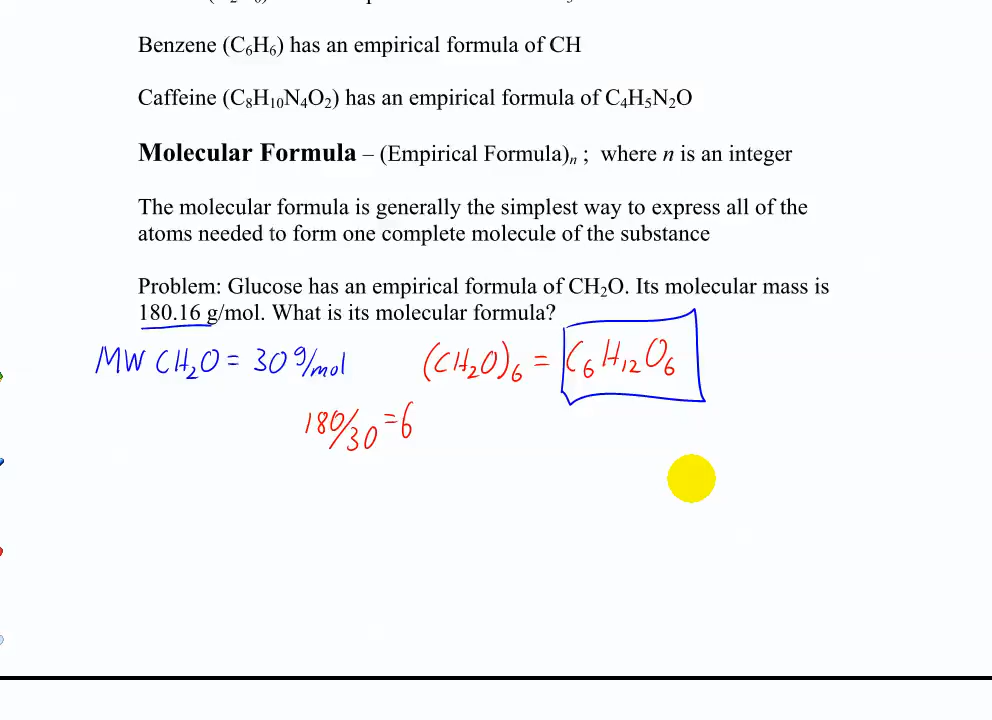 Benzene (C₆H₆) has an empirical formula of CH
Caffeine (C₈H₁₀N₄O₂) has an empirical formula of C₄H₅N₂O
Molecular Formula – (Empirical Formula)ₙ ; where n is an integer
The molecular formula is generally the simplest way to express all of the
atoms needed to form one complete molecule of the substance
Problem: Glucose has an empirical formula of CH₂O. Its molecular mass is
180.16 g/mol. What is its molecular formula?
MW CH₂O = 30 g/mol (CH₂O)₆ = C₆H₁₂O₆
180/30 = 6